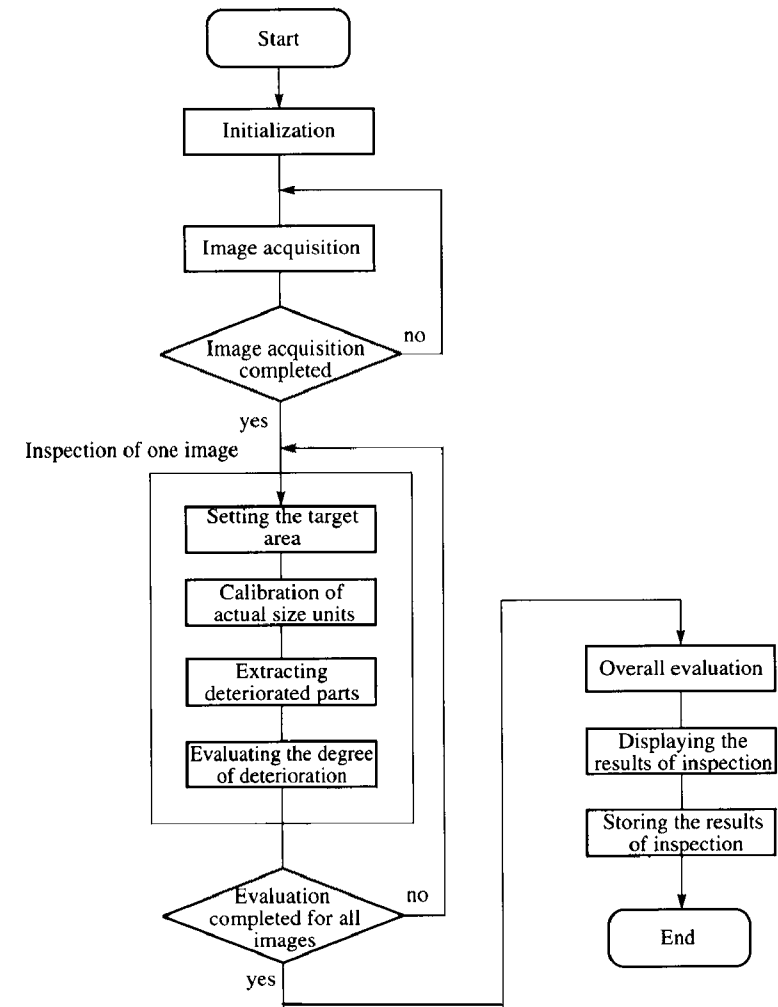 Start
Initialization
Image acquisition
Image acquisition
completed
no
yes
Inspection of one image
Setting the target
area
Calibration of
actual size units
Extracting
deteriorated parts
Evaluating the degree
of deterioration
Evaluation
completed for all
images
no
yes
Overall evaluation
Displaying the
results of inspection
Storing the results
of inspection
End